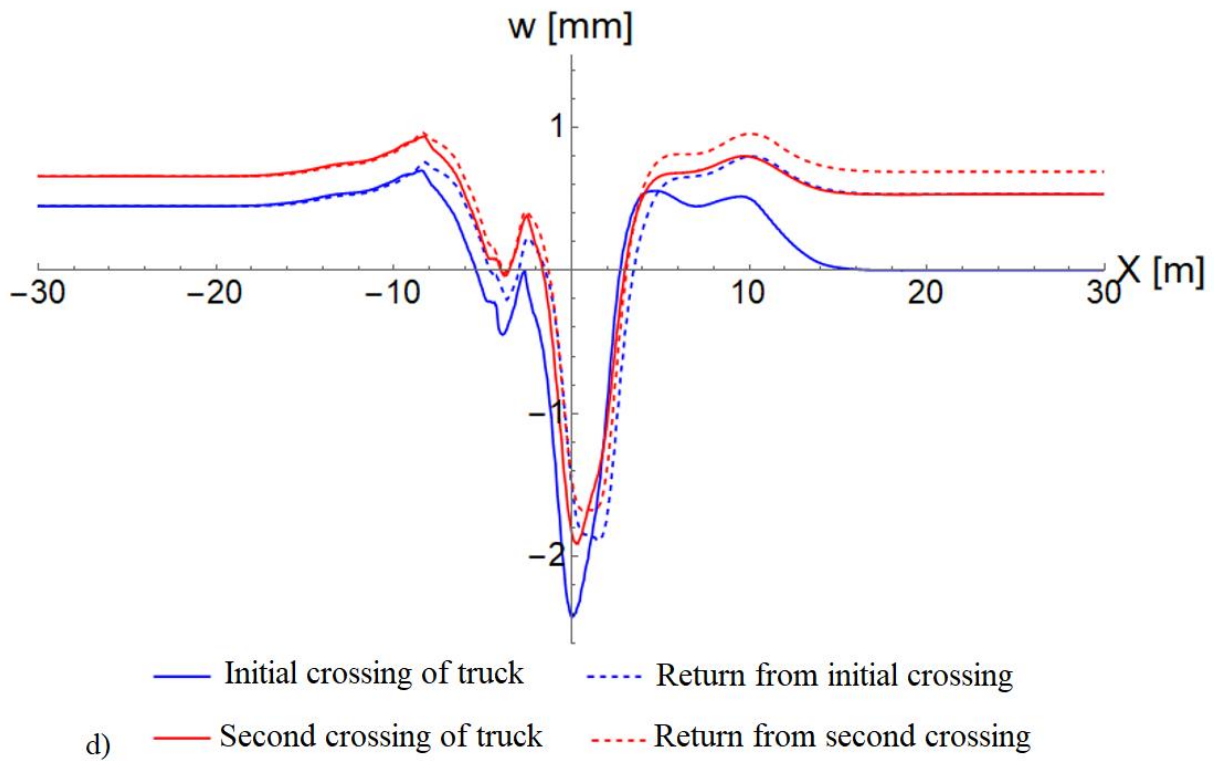 w [mm]
1
−30 −20 −10 10 20 30 X [m]
−1
−2
Initial crossing of truck Return from initial crossing
d) Second crossing of truck Return from second crossing